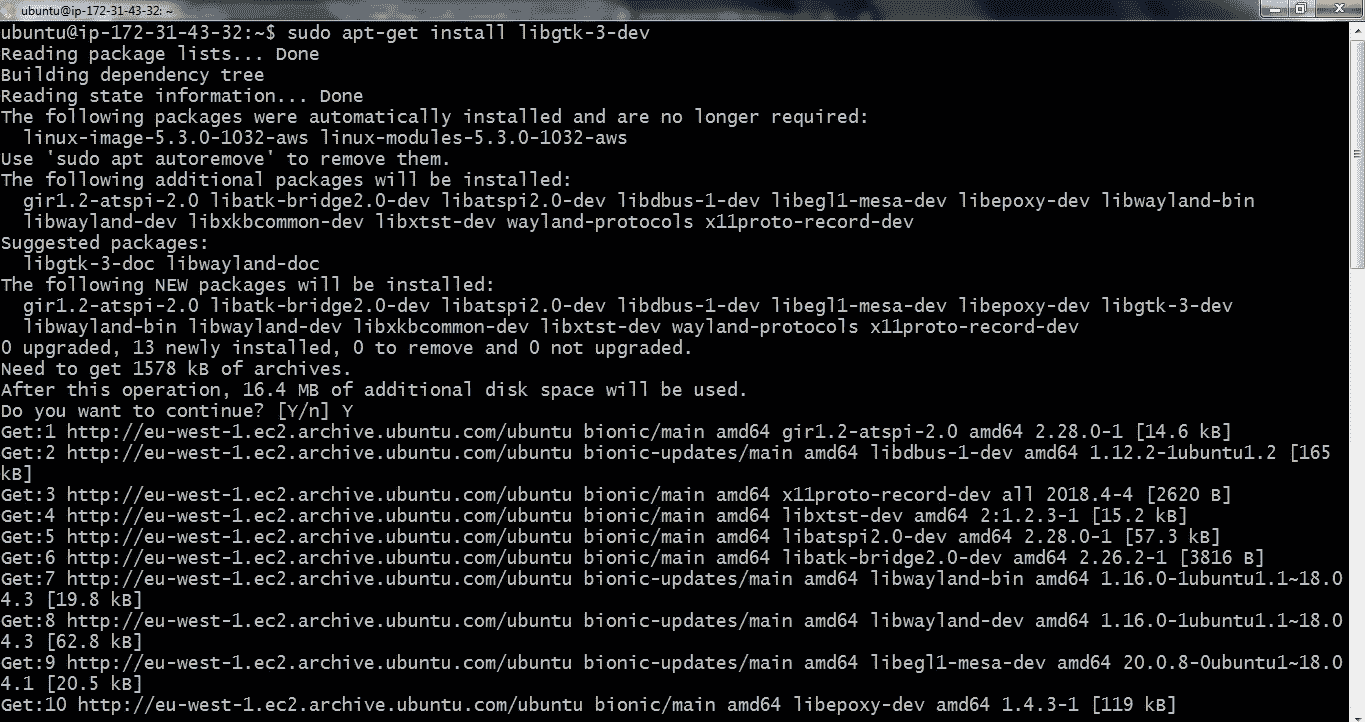 ubuntu@ip-172-31-43-32: ~
ubuntu@ip-172-31-43-32:~$ sudo apt-get install libgtk-3-dev
Reading package lists... Done
Building dependency tree
Reading state information... Done
The following packages were automatically installed and are no longer required:
  linux-image-5.3.0-1032-aws linux-modules-5.3.0-1032-aws
Use 'sudo apt autoremove' to remove them.
The following additional packages will be installed:
  gir1.2-atspi-2.0 libatk-bridge2.0-dev libatspi2.0-dev libdbus-1-dev libegl1-mesa-dev libepoxy-dev libwayland-bin
  libwayland-dev libxkbcommon-dev libxtst-dev wayland-protocols x11proto-record-dev
Suggested packages:
  libgtk-3-doc libwayland-doc
The following NEW packages will be installed:
  gir1.2-atspi-2.0 libatk-bridge2.0-dev libatspi2.0-dev libdbus-1-dev libegl1-mesa-dev libepoxy-dev libgtk-3-dev
  libwayland-bin libwayland-dev libxkbcommon-dev libxtst-dev wayland-protocols x11proto-record-dev
0 upgraded, 13 newly installed, 0 to remove and 0 not upgraded.
Need to get 1578 kB of archives.
After this operation, 16.4 MB of additional disk space will be used.
Do you want to continue? [Y/n] Y
Get:1 http://eu-west-1.ec2.archive.ubuntu.com/ubuntu bionic/main amd64 gir1.2-atspi-2.0 amd64 2.28.0-1 [14.6 kB]
Get:2 http://eu-west-1.ec2.archive.ubuntu.com/ubuntu bionic-updates/main amd64 libdbus-1-dev amd64 1.12.2-1ubuntu1.2 [165
kB]
Get:3 http://eu-west-1.ec2.archive.ubuntu.com/ubuntu bionic/main amd64 x11proto-record-dev all 2018.4-4 [2620 B]
Get:4 http://eu-west-1.ec2.archive.ubuntu.com/ubuntu bionic/main amd64 libxtst-dev amd64 2:1.2.3-1 [15.2 kB]
Get:5 http://eu-west-1.ec2.archive.ubuntu.com/ubuntu bionic/main amd64 libatspi2.0-dev amd64 2.28.0-1 [57.3 kB]
Get:6 http://eu-west-1.ec2.archive.ubuntu.com/ubuntu bionic/main amd64 libatk-bridge2.0-dev amd64 2.26.2-1 [3816 B]
Get:7 http://eu-west-1.ec2.archive.ubuntu.com/ubuntu bionic-updates/main amd64 libwayland-bin amd64 1.16.0-1ubuntu1.1~18.0
4.3 [19.8 kB]
Get:8 http://eu-west-1.ec2.archive.ubuntu.com/ubuntu bionic-updates/main amd64 libwayland-dev amd64 1.16.0-1ubuntu1.1~18.0
4.3 [62.8 kB]
Get:9 http://eu-west-1.ec2.archive.ubuntu.com/ubuntu bionic-updates/main amd64 libegl1-mesa-dev amd64 20.0.8-0ubuntu1~18.0
4.1 [20.5 kB]
Get:10 http://eu-west-1.ec2.archive.ubuntu.com/ubuntu bionic/main amd64 libepoxy-dev amd64 1.4.3-1 [119 kB]